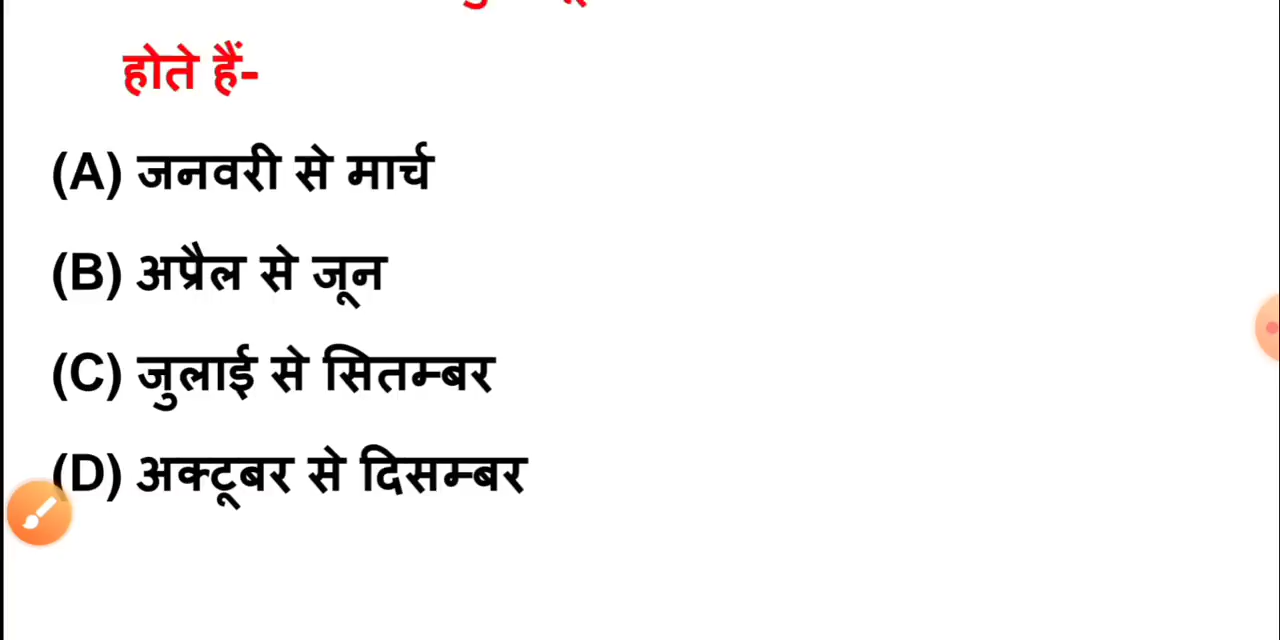 होते हैं-
(A) जनवरी से मार्च
(B) अप्रैल से जून
(C) जुलाई से सितम्बर
(D) अक्टूबर से दिसम्बर